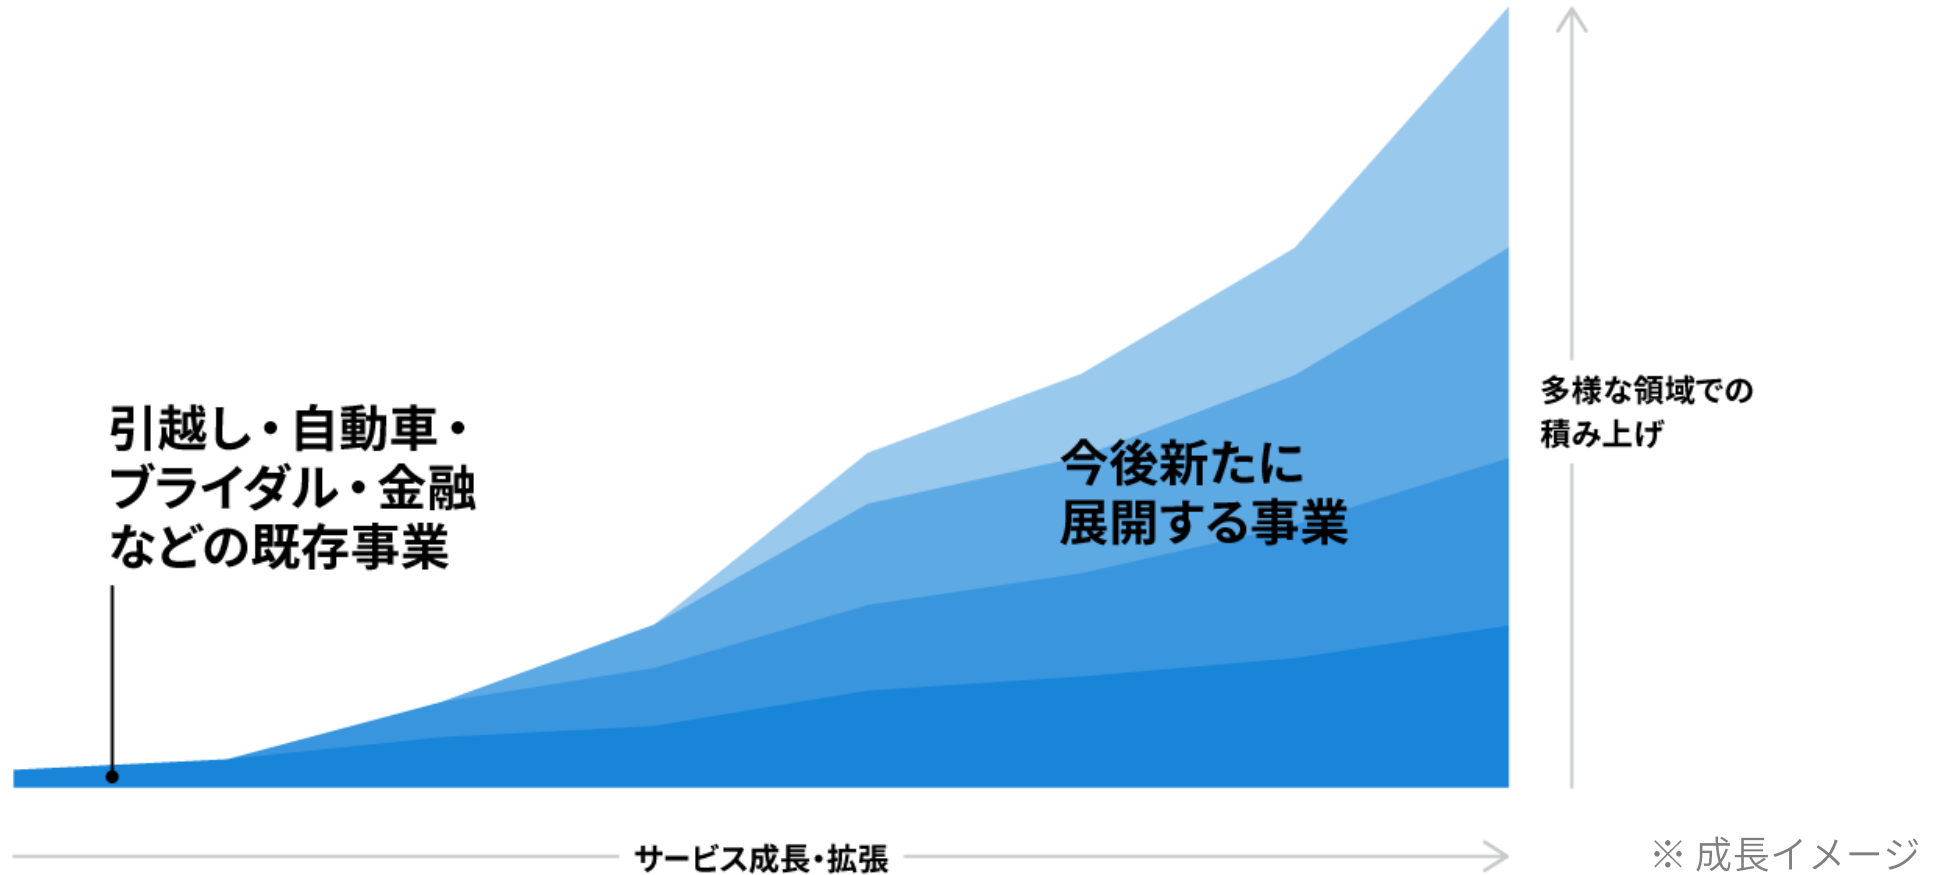 引越し・自動車・
ブライダル・金融
などの既存事業
今後新たに
展開する事業
多様な領域での
積み上げ
サービス成長・拡張
※ 成長イメージ